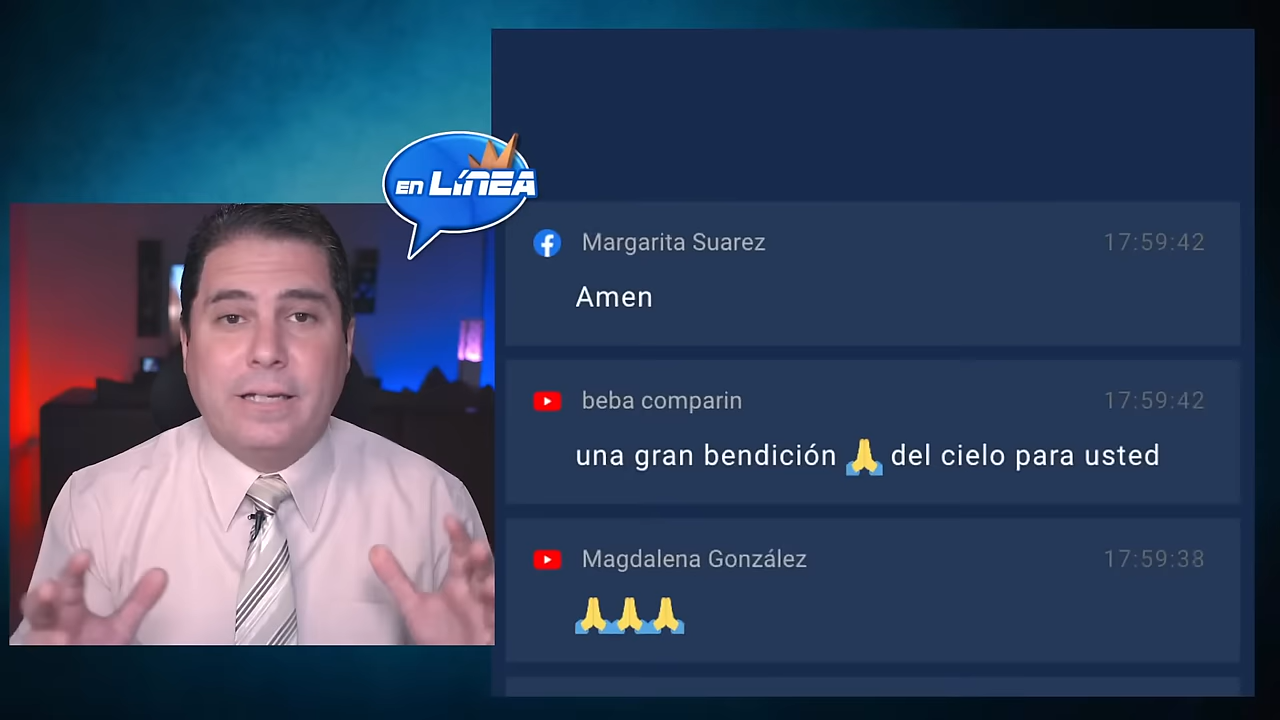 EN LÍNEA
Margarita Suarez 17:59:42
Amen
beba comparin 17:59:42
una gran bendición 🙏 del cielo para usted
Magdalena González 17:59:38
🙏🙏🙏